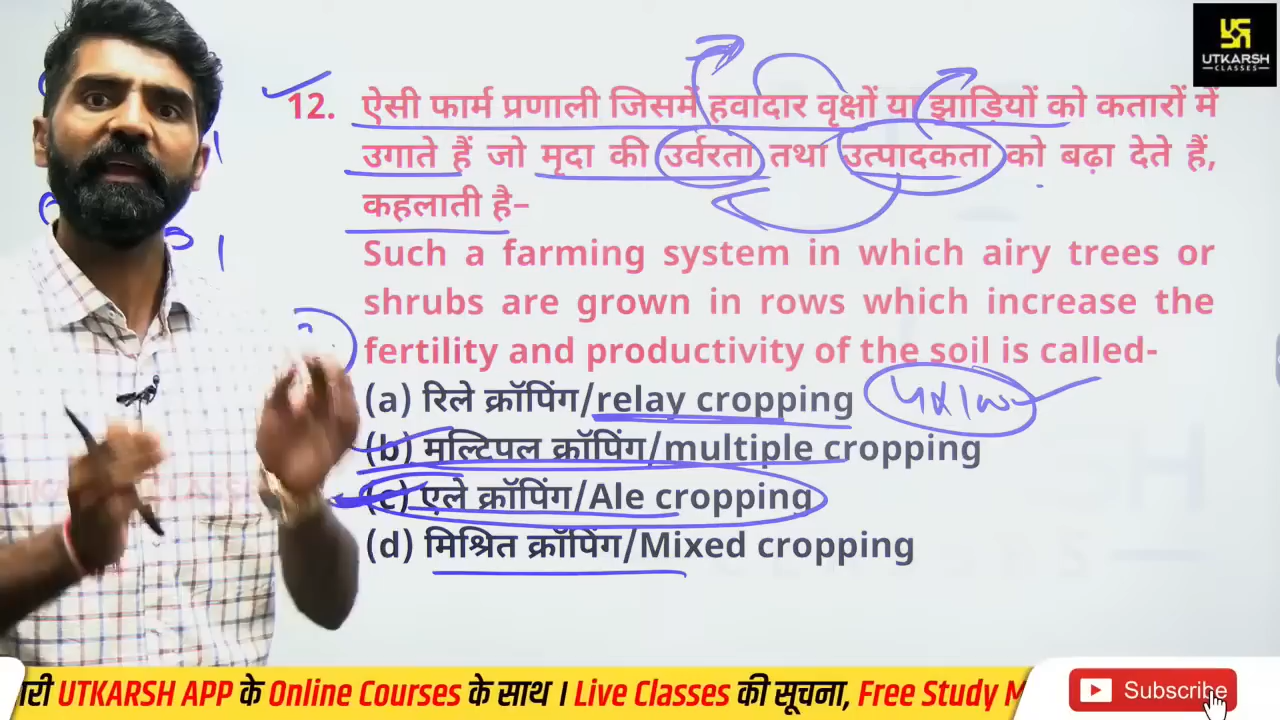 UTKARSH
CLASSES
12. ऐसी फार्म प्रणाली जिसमें हवादार वृक्षों या झाड़ियों को कतारों में
उगाते हैं जो मृदा की उर्वरता तथा उत्पादकता को बढ़ा देते हैं,
कहलाती है–
Such a farming system in which airy trees or
shrubs are grown in rows which increase the
fertility and productivity of the soil is called-
(a) रिले क्रॉपिंग/relay cropping
(b) मल्टिपल क्रॉपिंग/multiple cropping
(c) एले क्रॉपिंग/Ale cropping
(d) मिश्रित क्रॉपिंग/Mixed cropping
UTKARSH APP के Online Courses के साथ । Live Classes की सूचना, Free Study
Subscribe